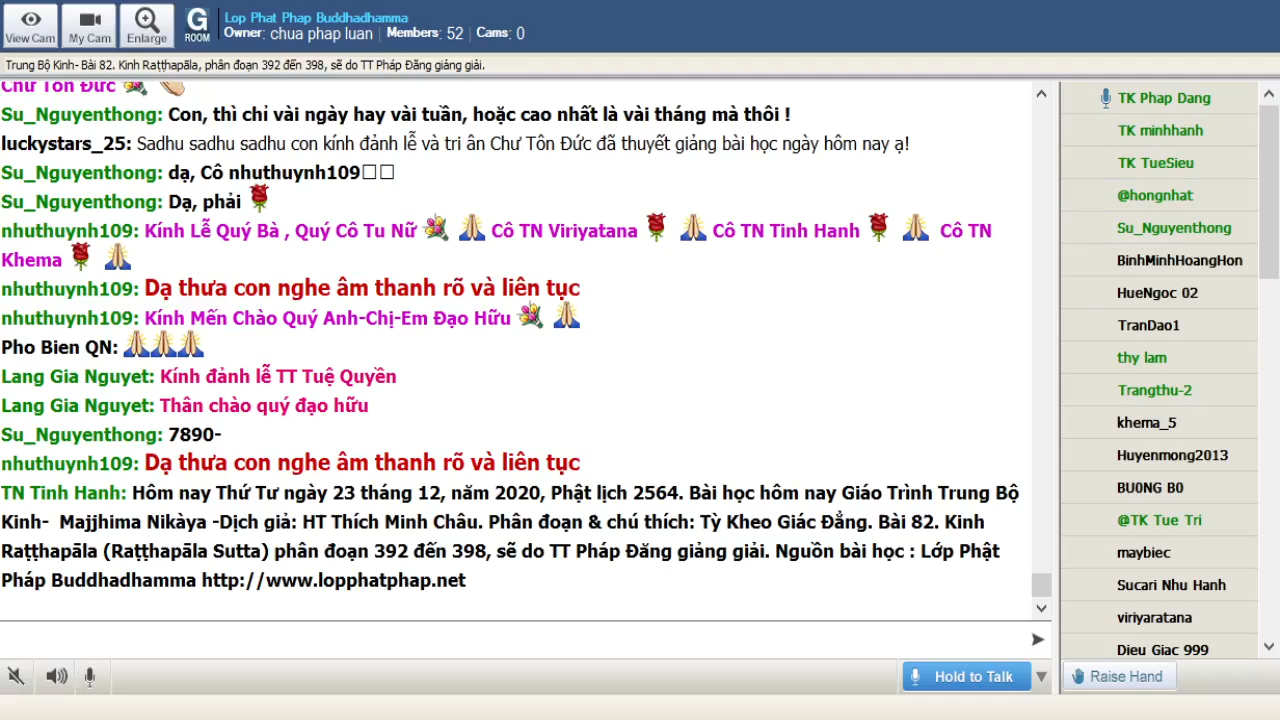 View Cam
My Cam
Enlarge
G
ROOM
Lop Phat Phap Buddhadhamma
Owner: chua phap luan Members: 52 Cams: 0
Trung Bộ Kinh- Bài 82. Kinh Raṭṭhapāla, phân đoạn 392 đến 398, sẽ do TT Pháp Đăng giảng giải.
Chư Tôn Đức
Su_Nguyenthong: Con, thì chỉ vài ngày hay vài tuần, hoặc cao nhất là vài tháng mà thôi !
luckystars_25: Sadhu sadhu sadhu con kính đảnh lễ và tri ân Chư Tôn Đức đã thuyết giảng bài học ngày hôm nay ạ!
Su_Nguyenthong: dạ, Cô nhuthuynh109
Su_Nguyenthong: Dạ, phải
nhuthuynh109: Kính Lễ Quý Bà , Quý Cô Tu Nữ Cô TN Viriyatana Cô TN Tinh Hanh Cô TN
Khema
nhuthuynh109: Dạ thưa con nghe âm thanh rõ và liên tục
nhuthuynh109: Kính Mến Chào Quý Anh-Chị-Em Đạo Hữu
Pho Bien QN:
Lang Gia Nguyet: Kính đảnh lễ TT Tuệ Quyền
Lang Gia Nguyet: Thân chào quý đạo hữu
Su_Nguyenthong: 7890-
nhuthuynh109: Dạ thưa con nghe âm thanh rõ và liên tục
TN Tinh Hanh: Hôm nay Thứ Tư ngày 23 tháng 12, năm 2020, Phật lịch 2564. Bài học hôm nay Giáo Trình Trung Bộ
Kinh- Majjhima Nikàya -Dịch giả: HT Thích Minh Châu. Phân đoạn & chú thích: Tỳ Kheo Giác Đẳng. Bài 82. Kinh
Raṭṭhapāla (Raṭṭhapāla Sutta) phân đoạn 392 đến 398, sẽ do TT Pháp Đăng giảng giải. Nguồn bài học : Lớp Phật
Pháp Buddhadhamma http://www.lopphatphap.net
Hold to Talk
TK Phap Dang
TK minhhanh
TK TueSieu
@hongnhat
Su_Nguyenthong
BinhMinhHoangHon
HueNgoc 02
TranDao1
thy lam
Trangthu-2
khema_5
Huyenmong2013
BU0NG B0
@TK Tue Tri
maybiec
Sucari Nhu Hanh
viriyaratana
Dieu Giac 999
Raise Hand